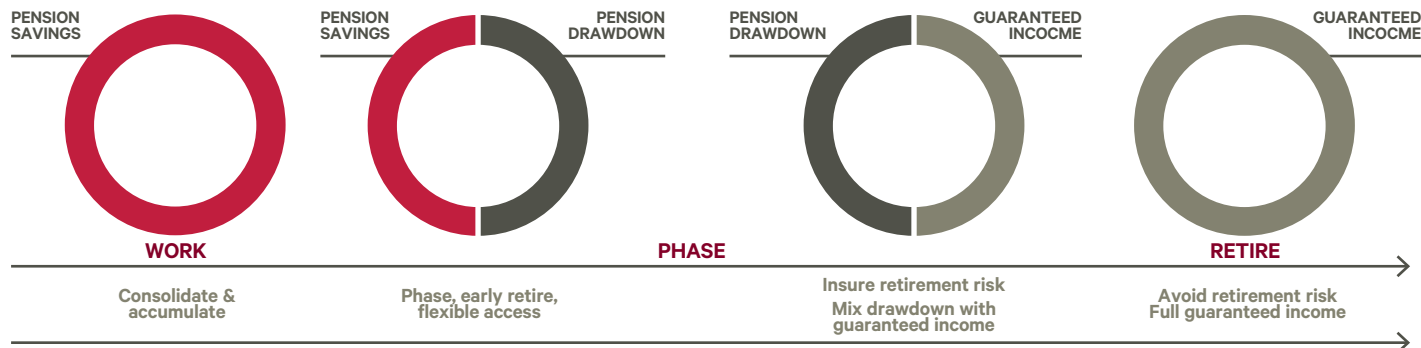 PENSION
SAVINGS
PENSION
SAVINGS
PENSION
DRAWDOWN
PENSION
DRAWDOWN
GUARANTEED
INCOCME
GUARANTEED
INCOCME
WORK
PHASE
RETIRE
Consolidate &
accumulate
Phase, early retire,
flexible access
Insure retirement risk
Mix drawdown with
guaranteed income
Avoid retirement risk
Full guaranteed income